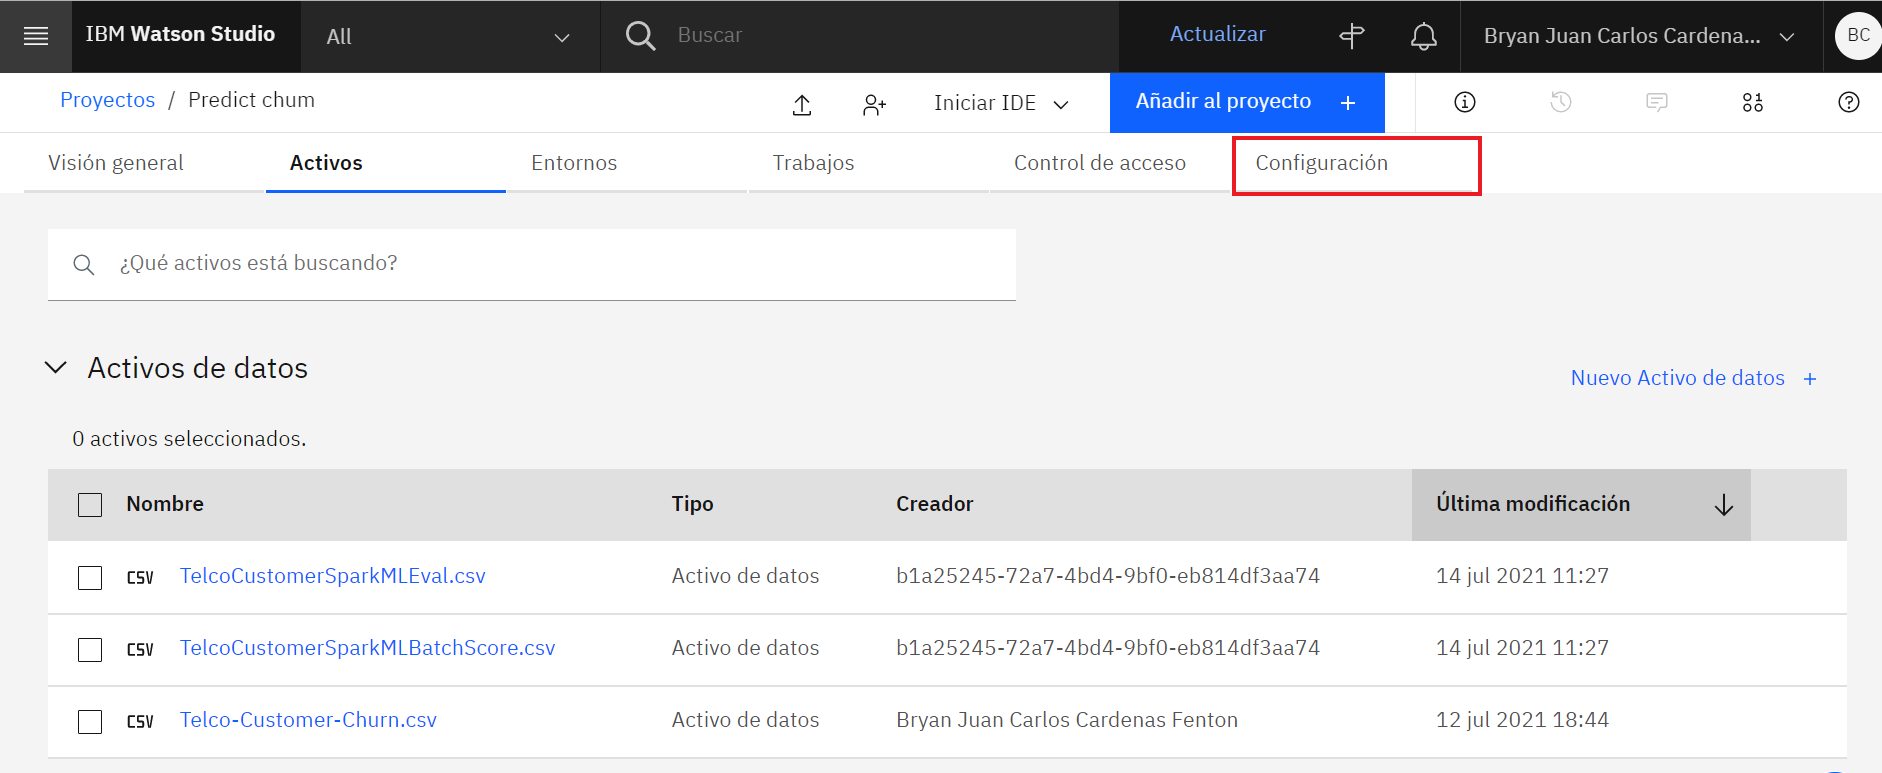 IBM Watson Studio
All
Buscar
Actualizar
Bryan Juan Carlos Cardena...
BC
Proyectos / Predict chum
Iniciar IDE
Añadir al proyecto +
Visión general
Activos
Entornos
Trabajos
Control de acceso
Configuración
¿Qué activos está buscando?
Activos de datos
Nuevo Activo de datos +
0 activos seleccionados.
Nombre Tipo Creador Última modificación
CSV TelcoCustomerSparkMLEval.csv Activo de datos b1a25245-72a7-4bd4-9bf0-eb814df3aa74 14 jul 2021 11:27
CSV TelcoCustomerSparkMLBatchScore.csv Activo de datos b1a25245-72a7-4bd4-9bf0-eb814df3aa74 14 jul 2021 11:27
CSV Telco-Customer-Churn.csv Activo de datos Bryan Juan Carlos Cardenas Fenton 12 jul 2021 18:44